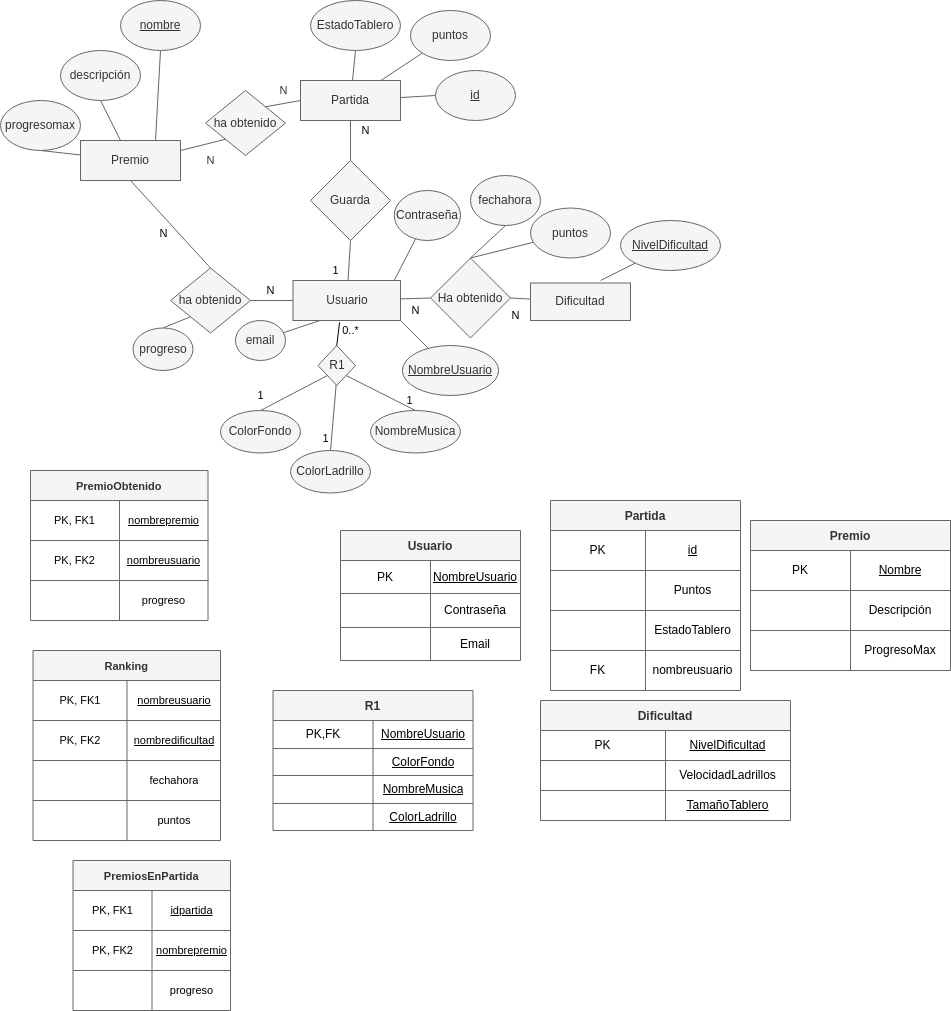 nombre
EstadoTablero
puntos
descripción
N
Partida
id
progresomax
ha obtenido
N
Premio
N
Guarda
Contraseña
fechahora
puntos
NivelDificultad
N
1
N
ha obtenido
Usuario
Ha obtenido
Dificultad
N
N
email
0..*
progreso
R1
NombreUsuario
1
1
ColorFondo
NombreMusica
1
ColorLadrillo
PremioObtenido
PK, FK1 nombrepremio
PK, FK2 nombreusuario
progreso
Usuario
PK NombreUsuario
Contraseña
Email
Partida
PK id
Puntos
EstadoTablero
FK nombreusuario
Premio
PK Nombre
Descripción
ProgresoMax
Ranking
PK, FK1 nombreusuario
PK, FK2 nombredificultad
fechahora
puntos
R1
PK,FK NombreUsuario
ColorFondo
NombreMusica
ColorLadrillo
Dificultad
PK NivelDificultad
VelocidadLadrillos
TamañoTablero
PremiosEnPartida
PK, FK1 idpartida
PK, FK2 nombrepremio
progreso